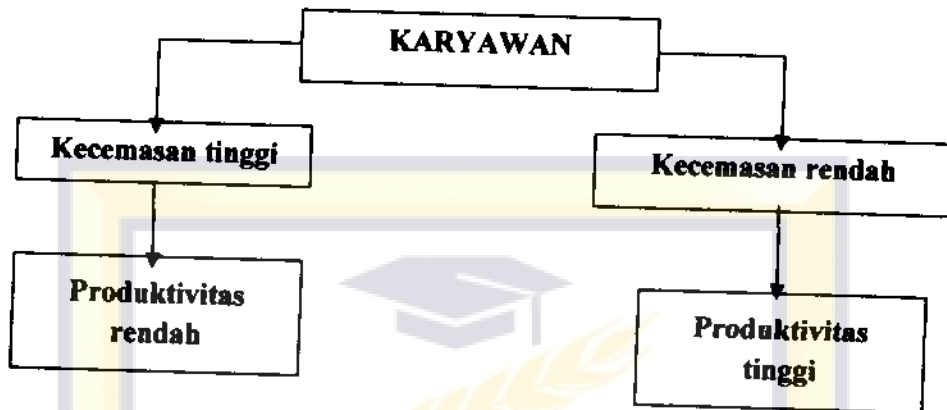 KARYAWAN
Kecemasan tinggi
Kecemasan rendah
Produktivitas
rendah
Produktivitas
tinggi